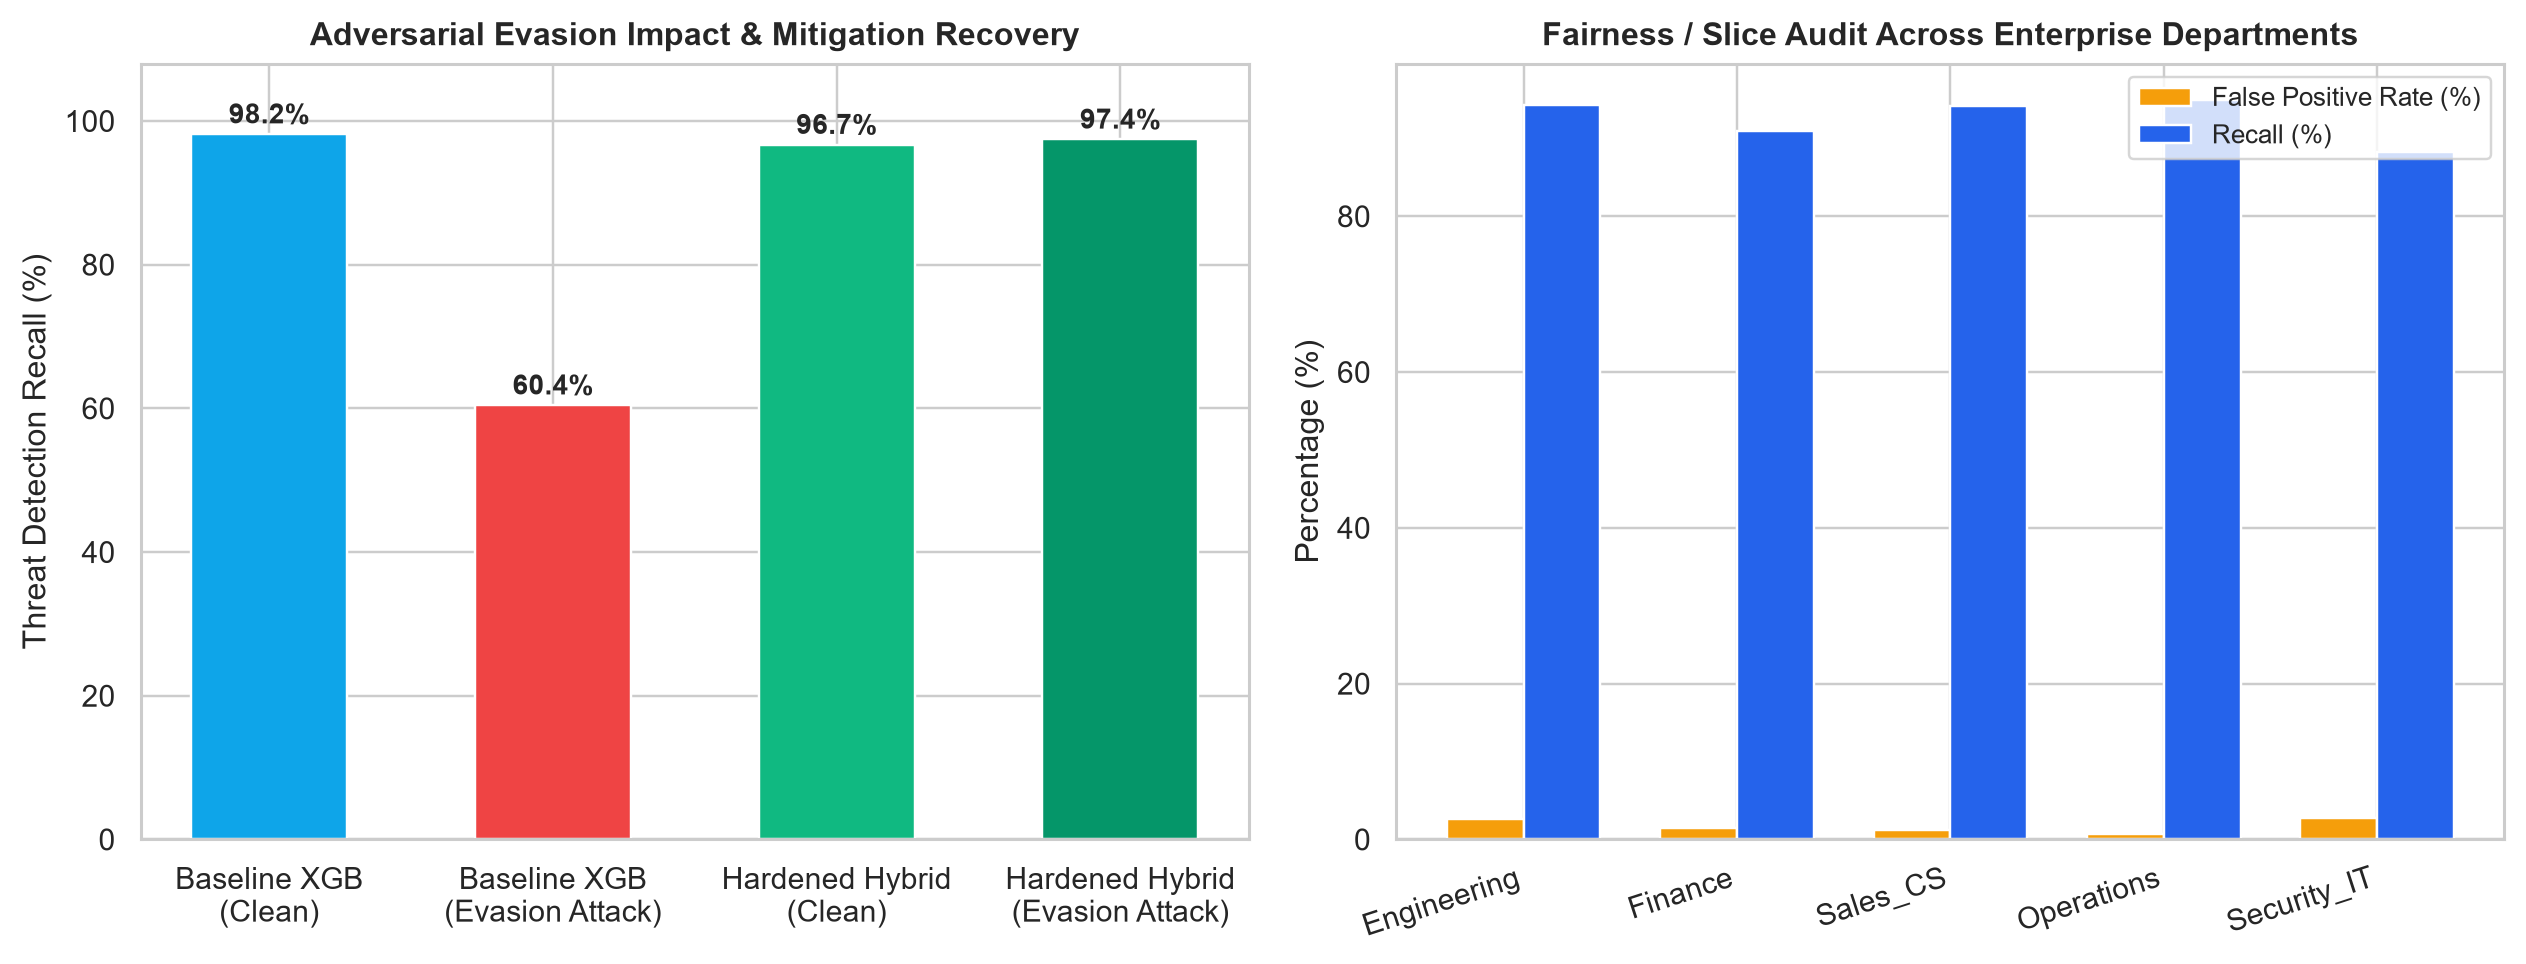 Adversarial Evasion Impact & Mitigation Recovery
Threat Detection Recall (%)
100
80
60
40
20
0
98.2%
60.4%
96.7%
97.4%
Baseline XGB
(Clean)
Baseline XGB
(Evasion Attack)
Hardened Hybrid
(Clean)
Hardened Hybrid
(Evasion Attack)
Fairness / Slice Audit Across Enterprise Departments
Percentage (%)
80
60
40
20
0
False Positive Rate (%)
Recall (%)
Engineering
Finance
Sales_CS
Operations
Security_IT